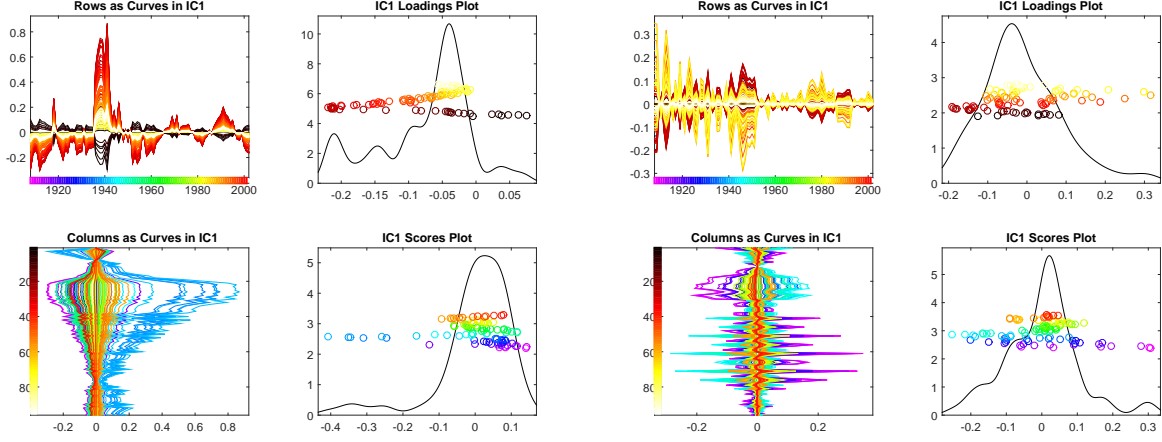 Rows as Curves in IC1
0.8
0.6
0.4
0.2
0
-0.2
1920 1940 1960 1980 2000
IC1 Loadings Plot
10
8
6
4
2
0
-0.2 -0.15 -0.1 -0.05 0 0.05
Rows as Curves in IC1
0.3
0.2
0.1
0
-0.1
-0.2
-0.3
1920 1940 1960 1980 2000
IC1 Loadings Plot
4
3
2
1
0
-0.2 -0.1 0 0.1 0.2 0.3
Columns as Curves in IC1
20
40
60
80
-0.2 0 0.2 0.4 0.6 0.8
IC1 Scores Plot
5
4
3
2
1
0
-0.4 -0.3 -0.2 -0.1 0 0.1
Columns as Curves in IC1
20
40
60
80
-0.2 0 0.2
IC1 Scores Plot
5
4
3
2
1
0
-0.2 -0.1 0 0.1 0.2 0.3